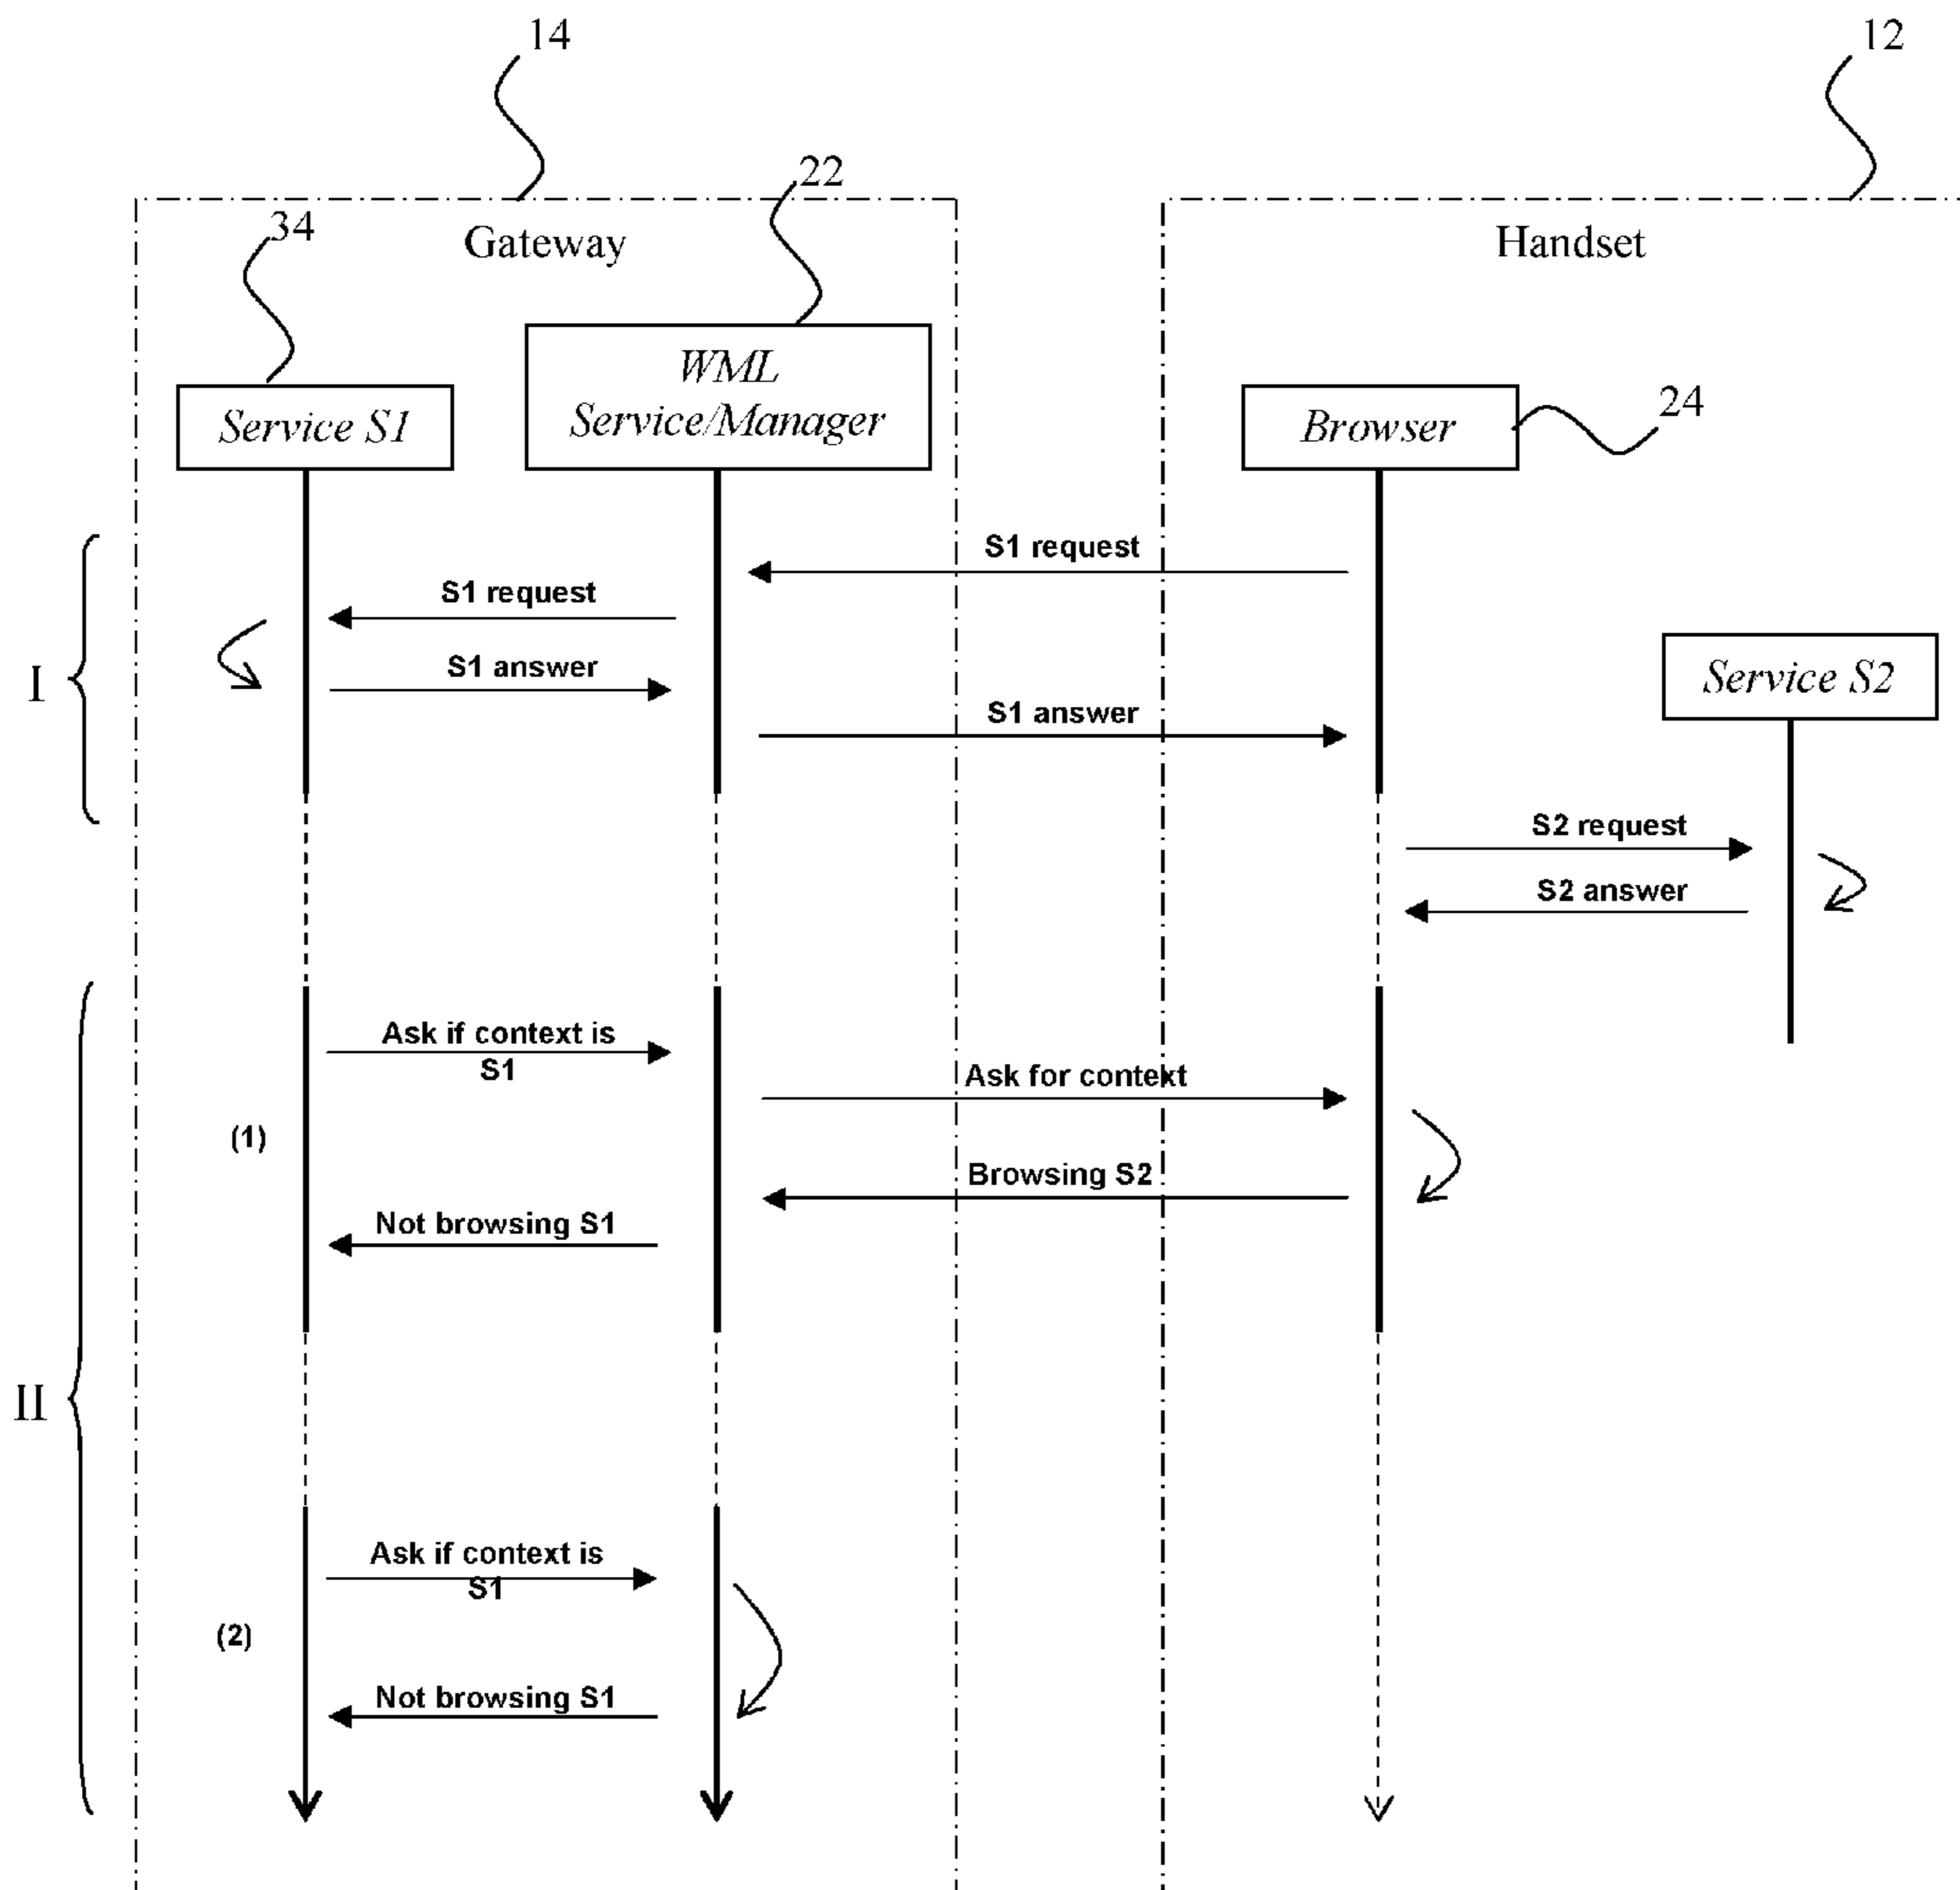 14
12
22
34
Gateway
Handset
WML
Service/Manager
Service S1
Browser
24
S1 request
S1 request
S1 answer
I
Service S2
S1 answer
S2 request
S2 answer
Ask if context is
S1
Ask for context
(1)
Browsing S2
Not browsing S1
II
Ask if context is
S1
(2)
Not browsing S1